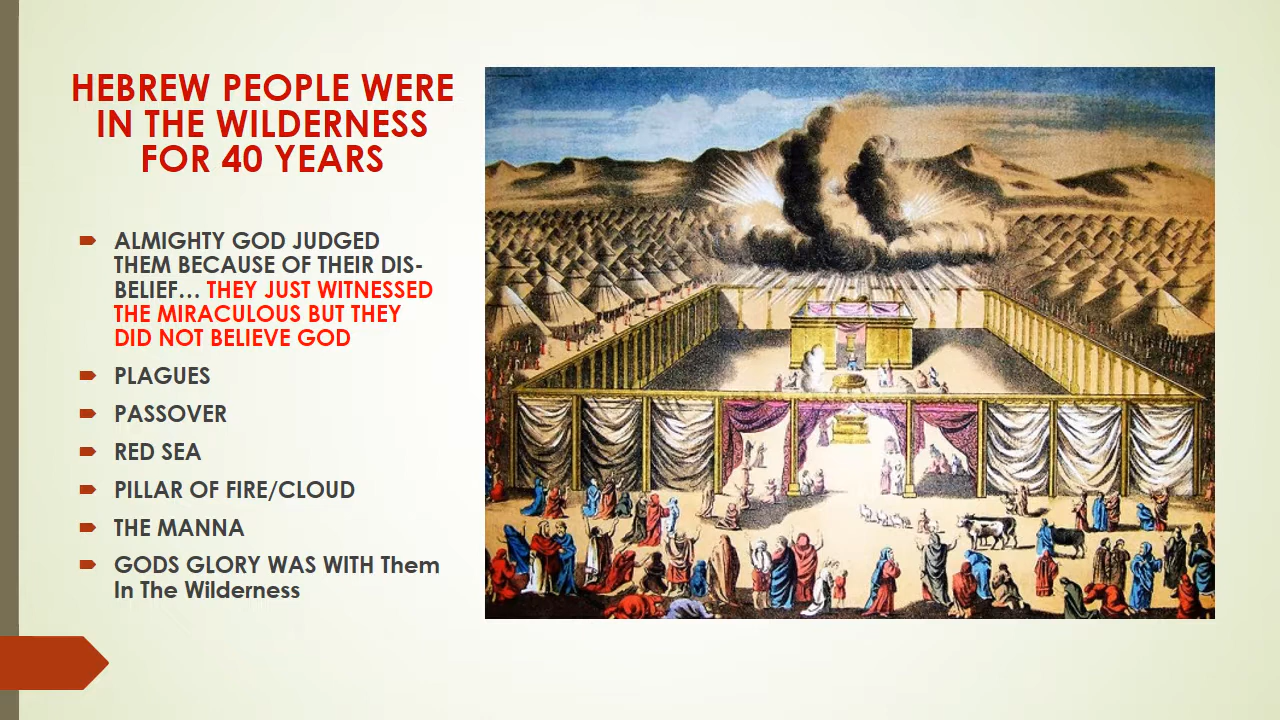 HEBREW PEOPLE WERE
IN THE WILDERNESS
FOR 40 YEARS
ALMIGHTY GOD JUDGED
THEM BECAUSE OF THEIR DIS-
BELIEF… THEY JUST WITNESSED
THE MIRACULOUS BUT THEY
DID NOT BELIEVE GOD
PLAGUES
PASSOVER
RED SEA
PILLAR OF FIRE/CLOUD
THE MANNA
GODS GLORY WAS WITH Them
In The Wilderness